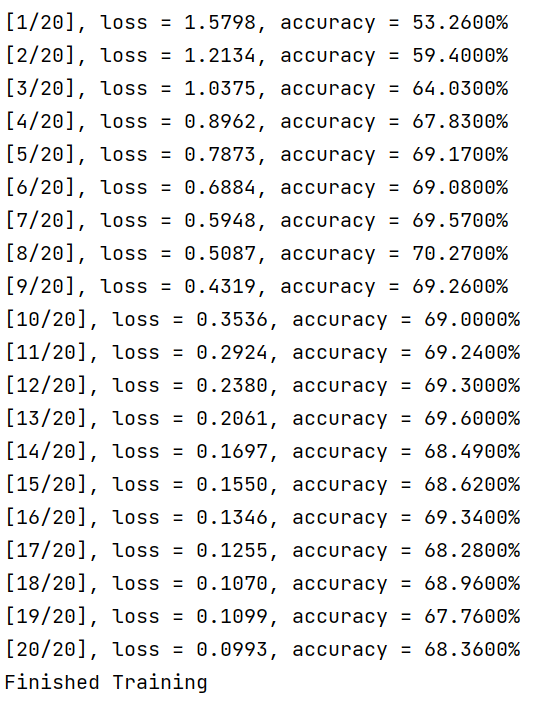 [1/20], loss = 1.5798, accuracy = 53.2600%
[2/20], loss = 1.2134, accuracy = 59.4000%
[3/20], loss = 1.0375, accuracy = 64.0300%
[4/20], loss = 0.8962, accuracy = 67.8300%
[5/20], loss = 0.7873, accuracy = 69.1700%
[6/20], loss = 0.6884, accuracy = 69.0800%
[7/20], loss = 0.5948, accuracy = 69.5700%
[8/20], loss = 0.5087, accuracy = 70.2700%
[9/20], loss = 0.4319, accuracy = 69.2600%
[10/20], loss = 0.3536, accuracy = 69.0000%
[11/20], loss = 0.2924, accuracy = 69.2400%
[12/20], loss = 0.2380, accuracy = 69.3000%
[13/20], loss = 0.2061, accuracy = 69.6000%
[14/20], loss = 0.1697, accuracy = 68.4900%
[15/20], loss = 0.1550, accuracy = 68.6200%
[16/20], loss = 0.1346, accuracy = 69.3400%
[17/20], loss = 0.1255, accuracy = 68.2800%
[18/20], loss = 0.1070, accuracy = 68.9600%
[19/20], loss = 0.1099, accuracy = 67.7600%
[20/20], loss = 0.0993, accuracy = 68.3600%
Finished Training